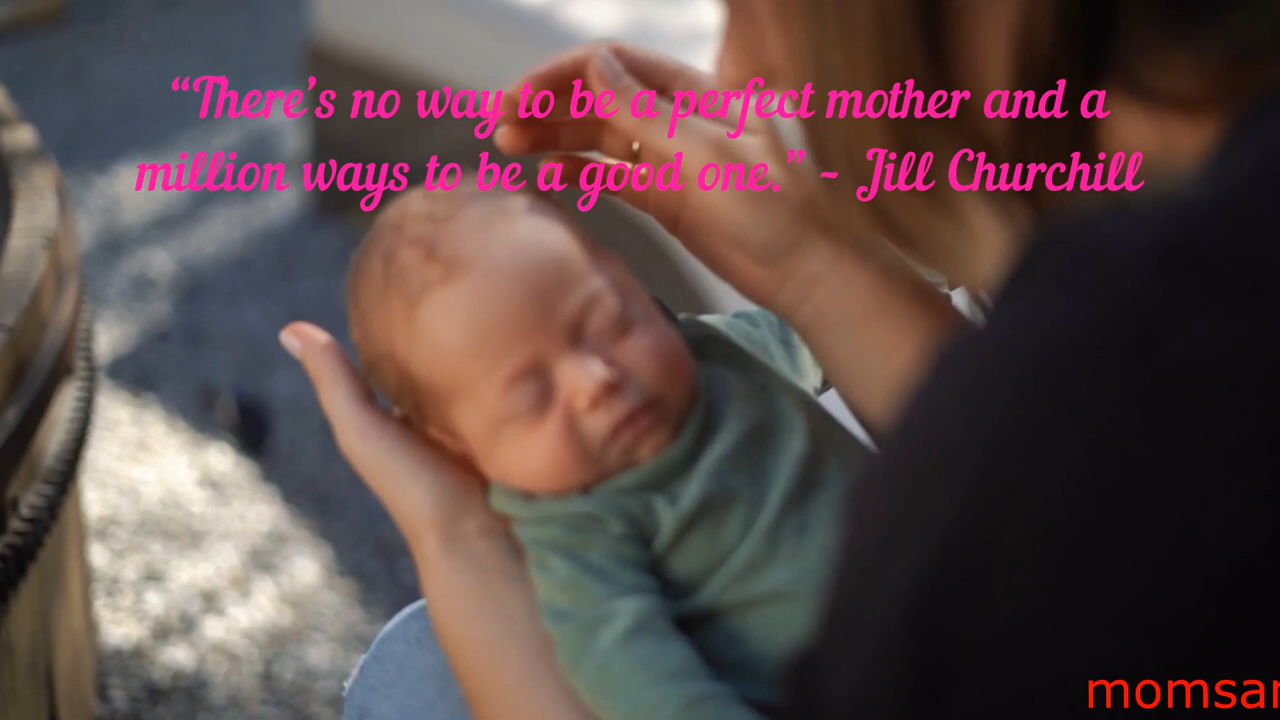 “There’s no way to be a perfect mother and a
million ways to be a good one.” ~ Jill Churchill
momsar